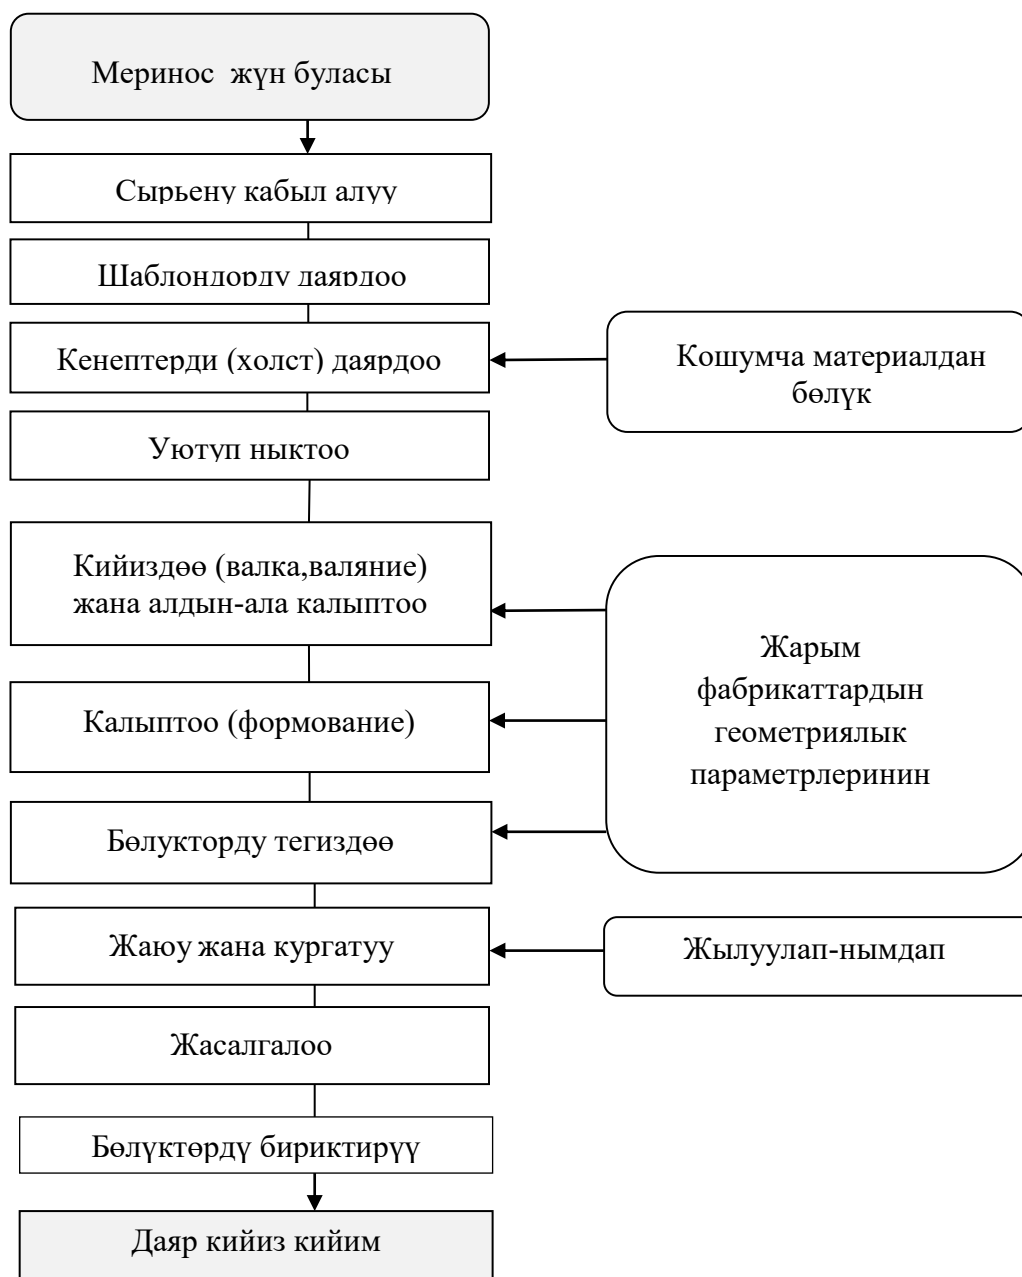 Меринос жүн буласы
Сырьену кабыл алуу
Шаблондорду даярдоо
Кенептерди (холст) даярдоо
Кошумча материалдан
бөлүк
Уютуп ныктоо
Кийиздөө (валка,валяние)
жана алдын-ала калыптоо
Жарым
фабрикаттардын
геометриялык
параметрлеринин
Калыптоо (формование)
Бөлукторду тегиздөө
Жаюу жана кургатуу
Жылуулап-нымдап
Жасалгалоо
Бөлүктөрдү бириктирүү
Даяр кийиз кийим